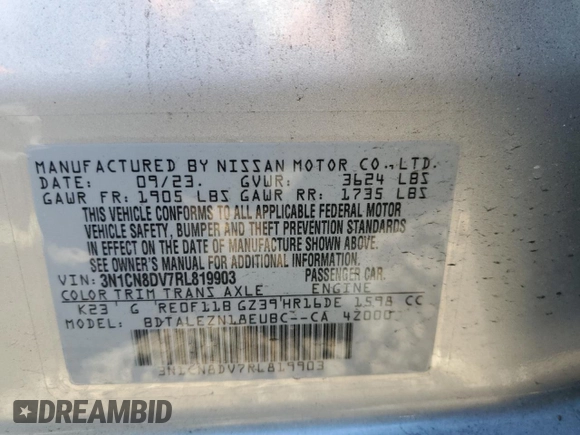 MANUFACTURED BY NISSAN MOTOR CO., LTD.
DATE: 09/23. GVWR: 3624 LBS
GAWR FR: 1905 LBS GAWR RR: 1735 LBS
THIS VEHICLE CONFORMS TO ALL APPLICABLE FEDERAL MOTOR
VEHICLE SAFETY, BUMPER AND THEFT PREVENTION STANDARDS
IN EFFECT ON THE DATE OF MANUFACTURE SHOWN ABOVE.
SEE OWNER'S MANUAL FOR ADDITIONAL INFORMATION.
VIN: 3N1CN8DV7RL819903 PASSENGER CAR.
COLOR TRIM TRANS AXLE ENGINE
K23 G RE0F11B GZ39 HR16DE 1598 CC
MODEL: BDTALEZN18EU8C--CA 42000
3N1CN8DV7RL819903
AUTOBIDMASTER